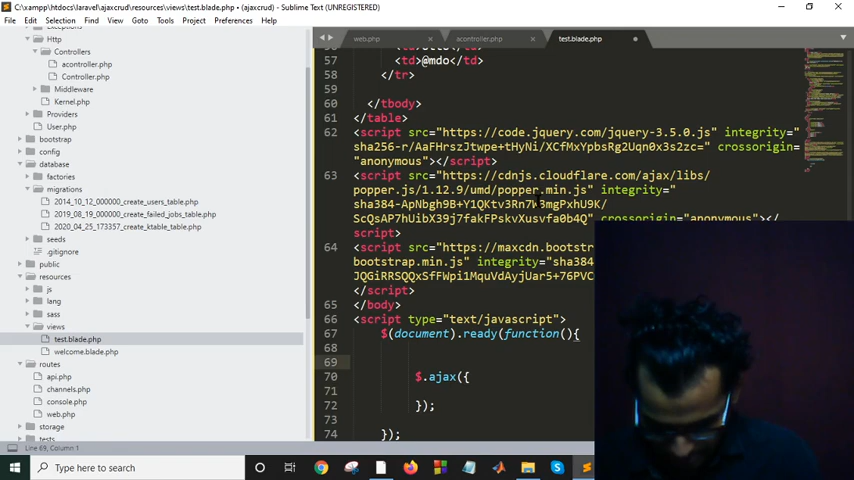 C:\xampp\htdocs\laravel\ajaxcrud\resources\views\test.blade.php (ajaxcrud) - Sublime Text (UNREGISTERED)
File Edit Selection Find View Goto Tools Project Preferences Help
Http
Controllers
acontroller.php
Controller.php
Middleware
Kernel.php
Providers
User.php
bootstrap
config
database
factories
migrations
2014_10_12_000000_create_users_table.php
2019_08_19_000000_create_failed_jobs_table.php
2020_04_25_173357_create_ktable_table.php
seeds
.gitignore
public
resources
js
lang
sass
views
test.blade.php
welcome.blade.php
routes
api.php
channels.php
console.php
web.php
storage
tests
web.php acontroller.php test.blade.php
57 <td>@mdo</td>
58 </tr>
59
60 </tbody>
61 </table>
62 <script src="https://code.jquery.com/jquery-3.5.0.js" integrity="
sha256-r/AaFHrszJtwpe+tHyNi/XCfMxYpbsRg2Uqn0x3s2zc=" crossorigin=
"anonymous"></script>
63 <script src="https://cdnjs.cloudflare.com/ajax/libs/
popper.js/1.12.9/umd/popper.min.js" integrity="
sha384-ApNbgh9B+Y1QKtv3Rn7W3mgPxhU9K/
ScQsAP7hUibX39j7fakFPskvXusvfa0b4Q" crossorigin="anonymous"></
script>
64 <script src="https://maxcdn.bootstr
bootstrap.min.js" integrity="sha384
JQGiRRSQQxSfFWpi1MquVdAyjUar5+76PVC
</script>
65 </body>
66 <script type="text/javascript">
67 $(document).ready(function(){
68
69
70 $.ajax({
71
72 });
73
74 });
Line 69, Column 1
Type here to search